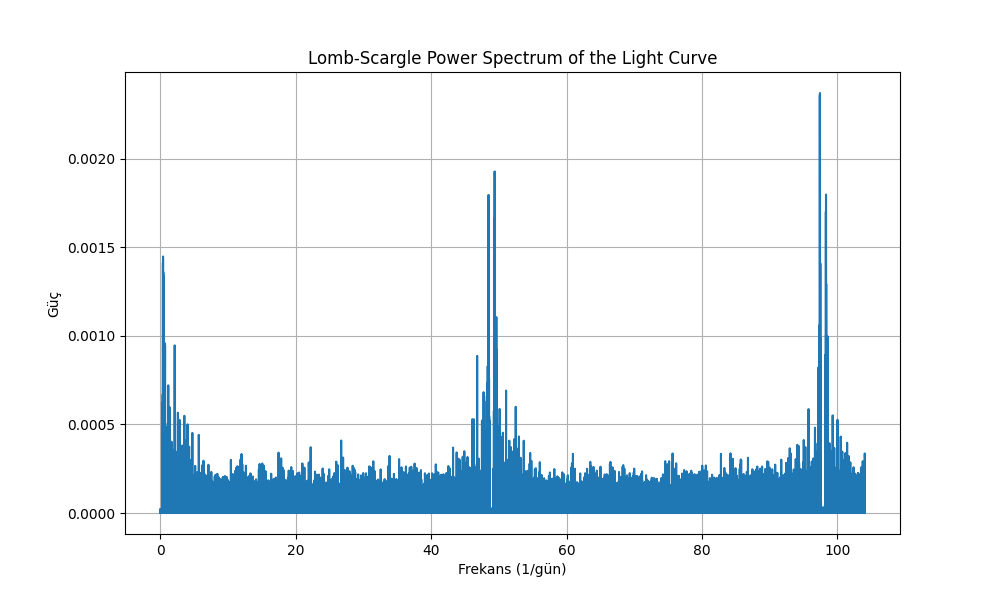 Lomb-Scargle Power Spectrum of the Light Curve
Güç
0.0020
0.0015
0.0010
0.0005
0.0000
0 20 40 60 80 100
Frekans (1/gün)